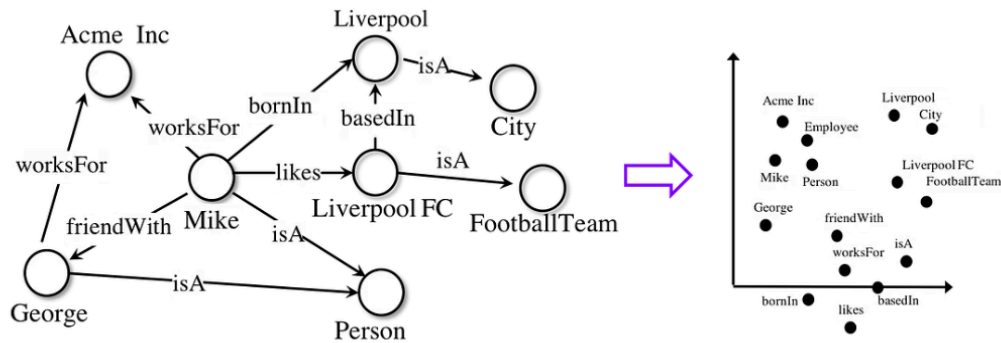 Liverpool
Acme Inc
isA
bornIn
City
basedIn
worksFor
worksFor
likes
isA
Mike
Liverpool FC
FootballTeam
friendWith
isA
isA
George
Person
Acme Inc
Liverpool
City
Employee
Mike
Person
Liverpool FC
FootballTeam
George
friendWith
worksFor
isA
bornIn
basedIn
likes